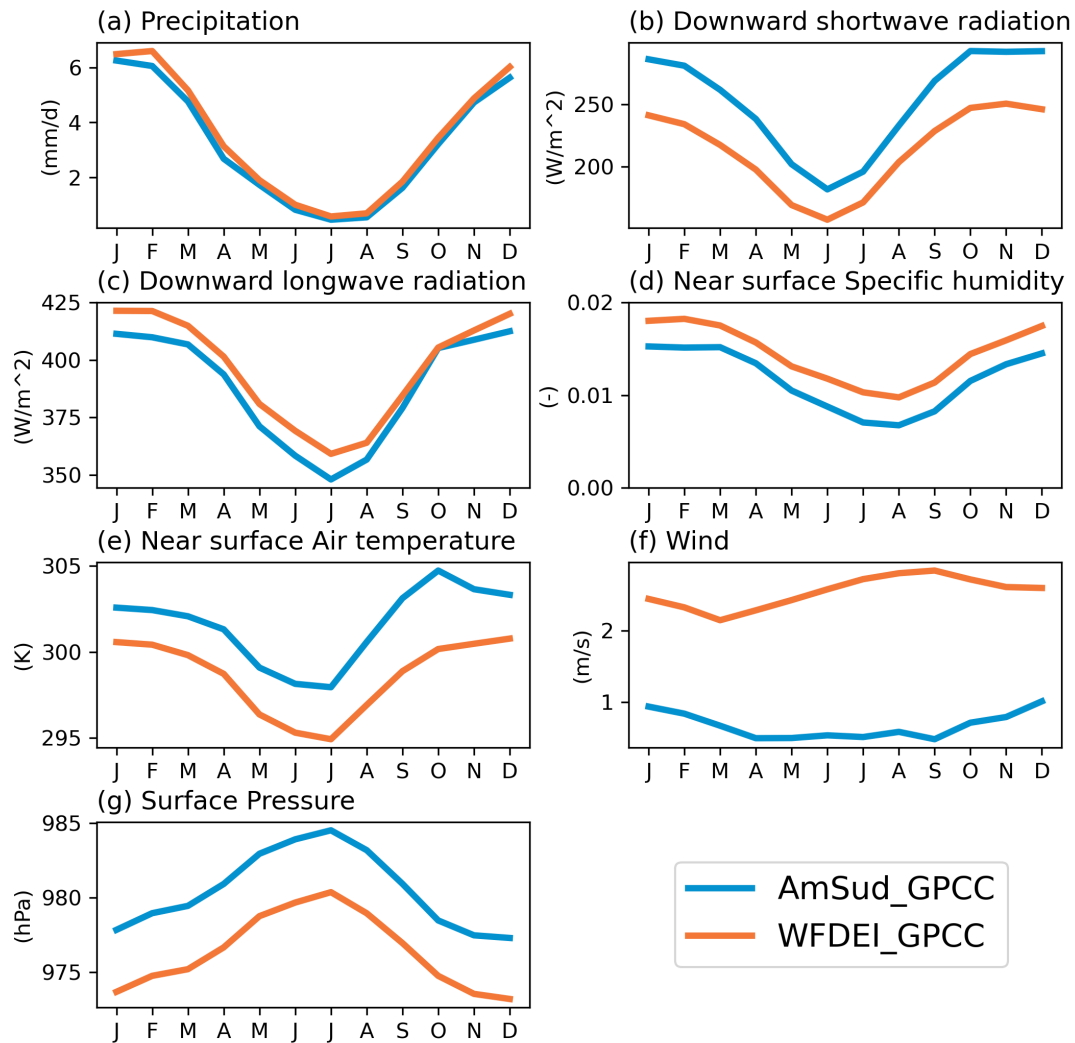 (a) Precipitation
(mm/d)
6
4
2
J F M A M J J A S O N D
(b) Downward shortwave radiation
(W/m^2)
250
200
J F M A M J J A S O N D
(c) Downward longwave radiation
(W/m^2)
425
400
375
350
J F M A M J J A S O N D
(d) Near surface Specific humidity
(-)
0.02
0.01
0.00
J F M A M J J A S O N D
(e) Near surface Air temperature
(K)
305
300
295
J F M A M J J A S O N D
(f) Wind
(m/s)
2
1
J F M A M J J A S O N D
(g) Surface Pressure
(hPa)
985
980
975
J F M A M J J A S O N D
AmSud_GPCC
WFDEI_GPCC